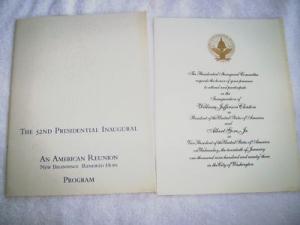 THE 52ND PRESIDENTIAL INAUGURAL
AN AMERICAN REUNION
NEW BEGINNINGS RENEWED HOPE
PROGRAM
The Presidential Inaugural Committee
requests the honor of your presence
to attend and participate
in the
Inauguration of
William Jefferson Clinton
as
President of the United States of America
and
Albert Gore, Jr.
as
Vice President of the United States of America
on Wednesday, the twentieth of January
one thousand nine hundred and ninety three
in the City of Washington